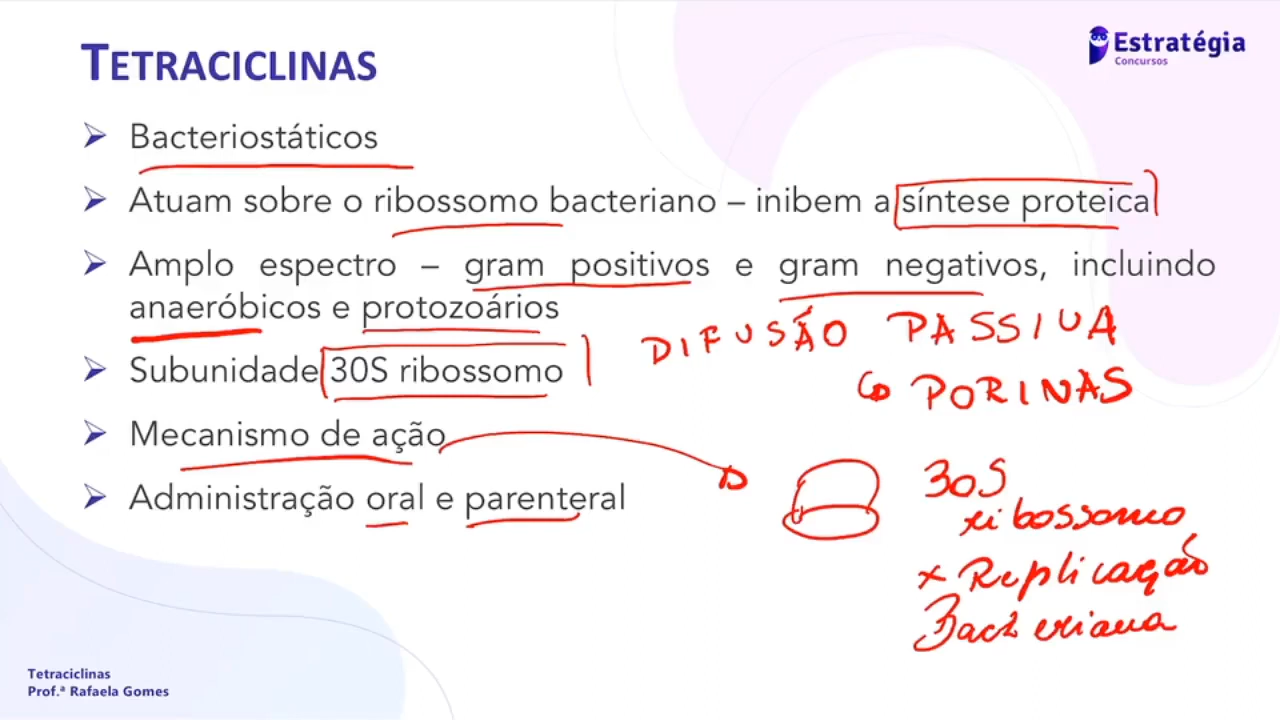 TETRACICLINAS
Estratégia
Concursos
➢ Bacteriostáticos
➢ Atuam sobre o ribossomo bacteriano – inibem a síntese proteica
➢ Amplo espectro – gram positivos e gram negativos, incluindo
anaeróbicos e protozoários
DIFUSÃO PASSIVA
➢ Subunidade 30S ribossomo
PORINAS
➢ Mecanismo de ação
30S
ribossomo
➢ Administração oral e parenteral
x Replicação
Bacteriana
Tetraciclinas
Prof.ª Rafaela Gomes